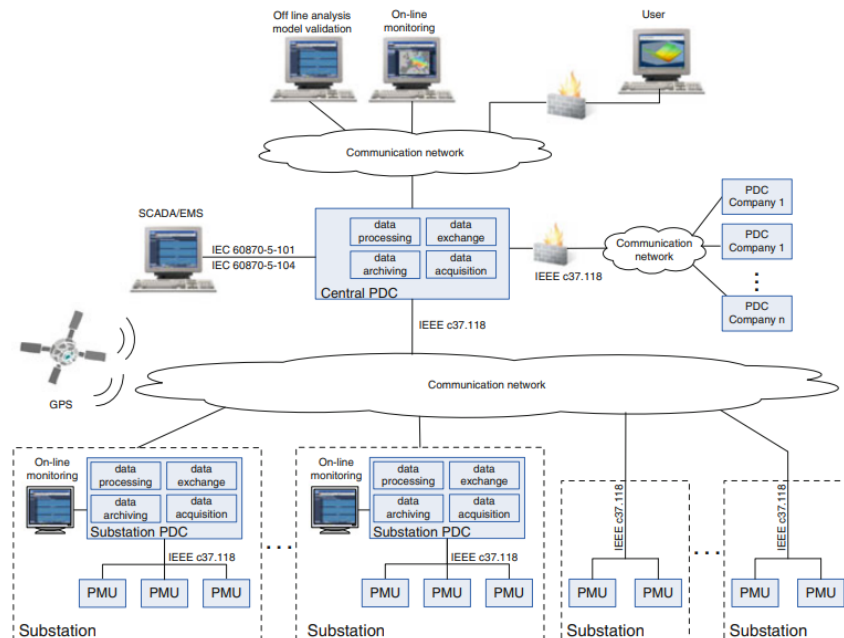 Off line analysis
model validation
On-line
monitoring
User
Communication network
SCADA/EMS
IEC 60870-5-101
IEC 60870-5-104
data
processing
data
exchange
data
archiving
data
acquisition
Central PDC
IEEE c37.118
IEEE c37.118
Communication
network
PDC
Company 1
PDC
Company 1
PDC
Company n
GPS
Communication network
On-line
monitoring
data
processing
data
exchange
data
archiving
data
acquisition
Substation PDC
IEEE c37.118
PMU
PMU
PMU
Substation
On-line
monitoring
data
processing
data
exchange
data
archiving
data
acquisition
Substation PDC
IEEE c37.118
PMU
PMU
PMU
Substation
IEEE c37.118
PMU
PMU
Substation
IEEE c37.118
PMU
PMU
Substation